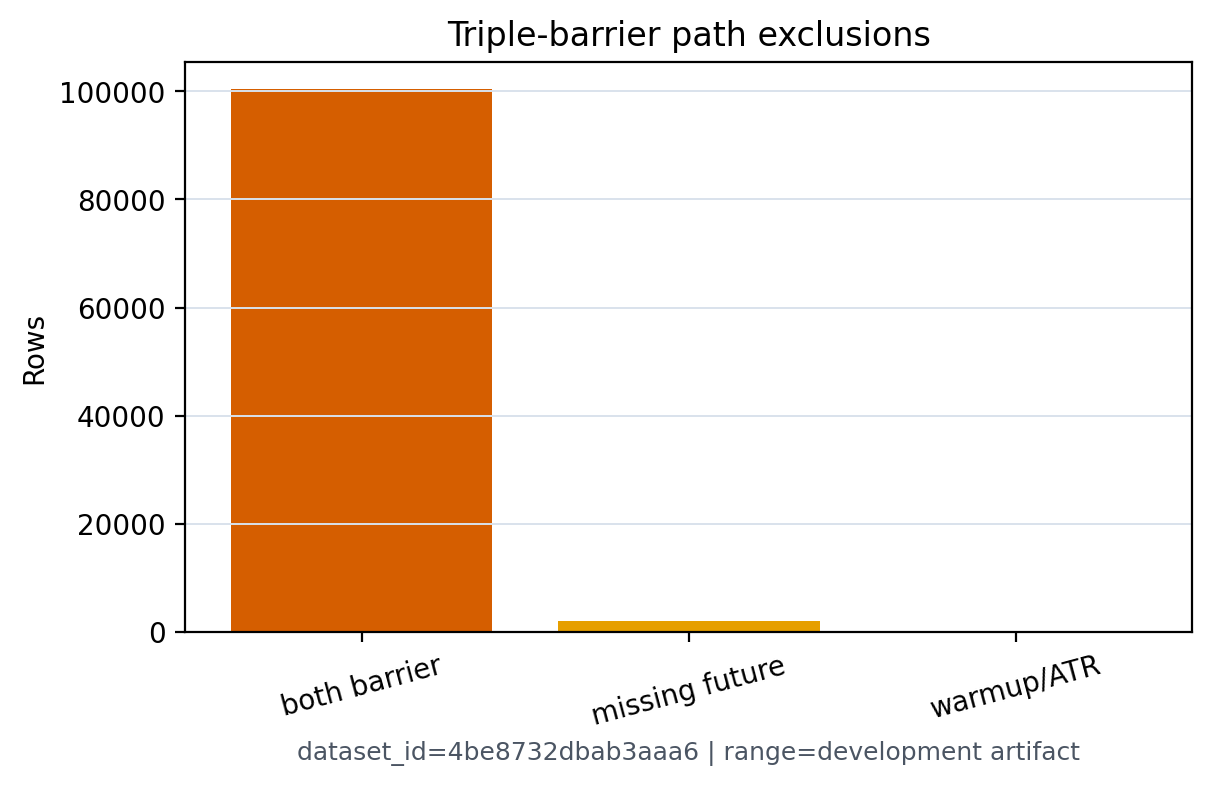 Triple-barrier path exclusions
100000
80000
60000
40000
20000
0
Rows
both barrier
missing future
warmup/ATR
dataset_id=4be8732dbab3aaa6 | range=development artifact